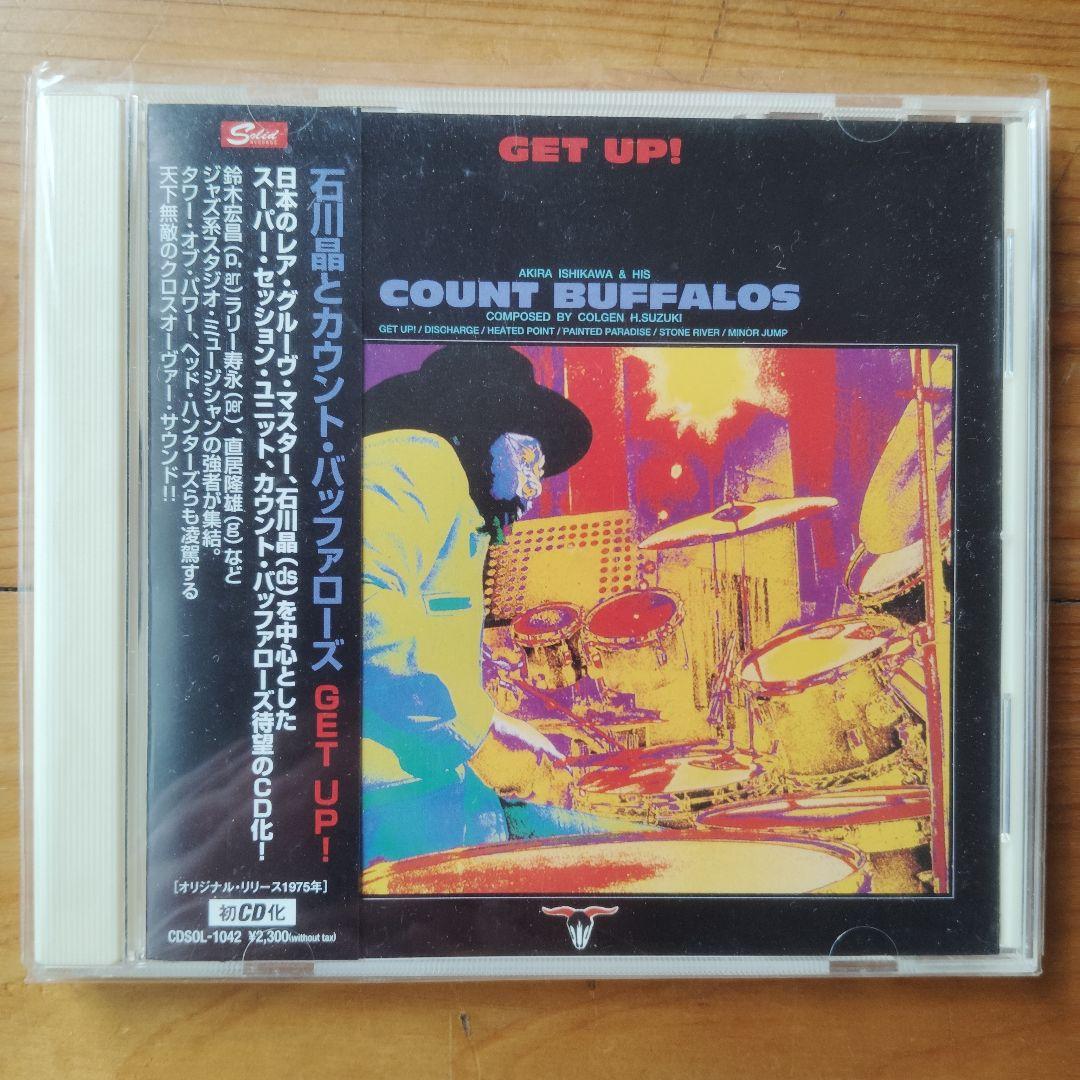 Solid
RECORDS
石川晶とカウント・バッファローズ GET UP!
日本のレア・グルーヴ・マスター、石川晶(ds)を中心とした
スーパー・セッション・ユニット、カウント・バッファローズ待望のCD化!
鈴木宏昌(p, arr)ラリー寿永(per)、直居隆雄(g)など
ジャズ系スタジオ・ミュージシャンの強者が集結。
タワー・オブ・パワー、ヘッド・ハンターズらも凌駕する
天下無敵のクロスオーヴァー・サウンド!!
[オリジナル・リリース1975年]
初CD化
CDSOL-1042 ¥2,300(without tax)
GET UP!
AKIRA ISHIKAWA & HIS
COUNT BUFFALOS
COMPOSED BY COLGEN H.SUZUKI
GET UP! / DISCHARGE / HEATED POINT / PAINTED PARADISE / STONE RIVER / MINOR JUMP